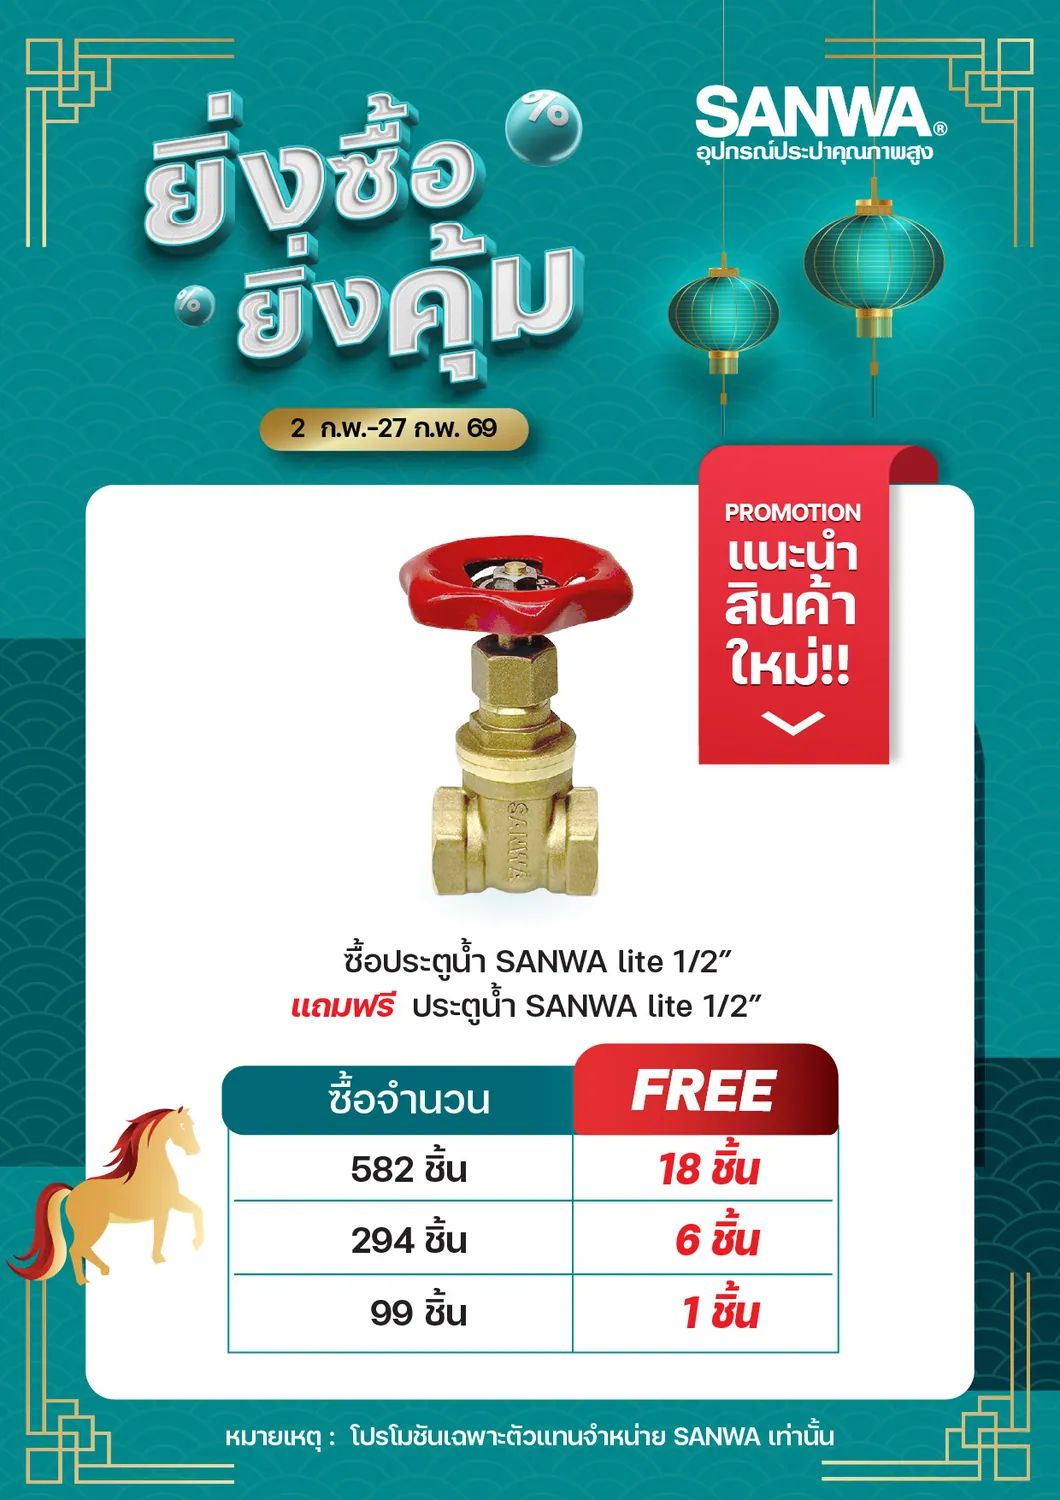 ยิ่งซื้อ
ยิ่งคุ้ม
%
%
SANWA®
อุปกรณ์ประปาคุณภาพสูง
2 ก.พ.-27 ก.พ. 69
PROMOTION
แนะนำ
สินค้า
ใหม่!!
SANWA
ซื้อประตูน้ำ SANWA lite 1/2”
แถมฟรี ประตูน้ำ SANWA lite 1/2”
ซื้อจำนวน FREE
582 ชิ้น 18 ชิ้น
294 ชิ้น 6 ชิ้น
99 ชิ้น 1 ชิ้น
หมายเหตุ : โปรโมชันเฉพาะตัวแทนจำหน่าย SANWA เท่านั้น